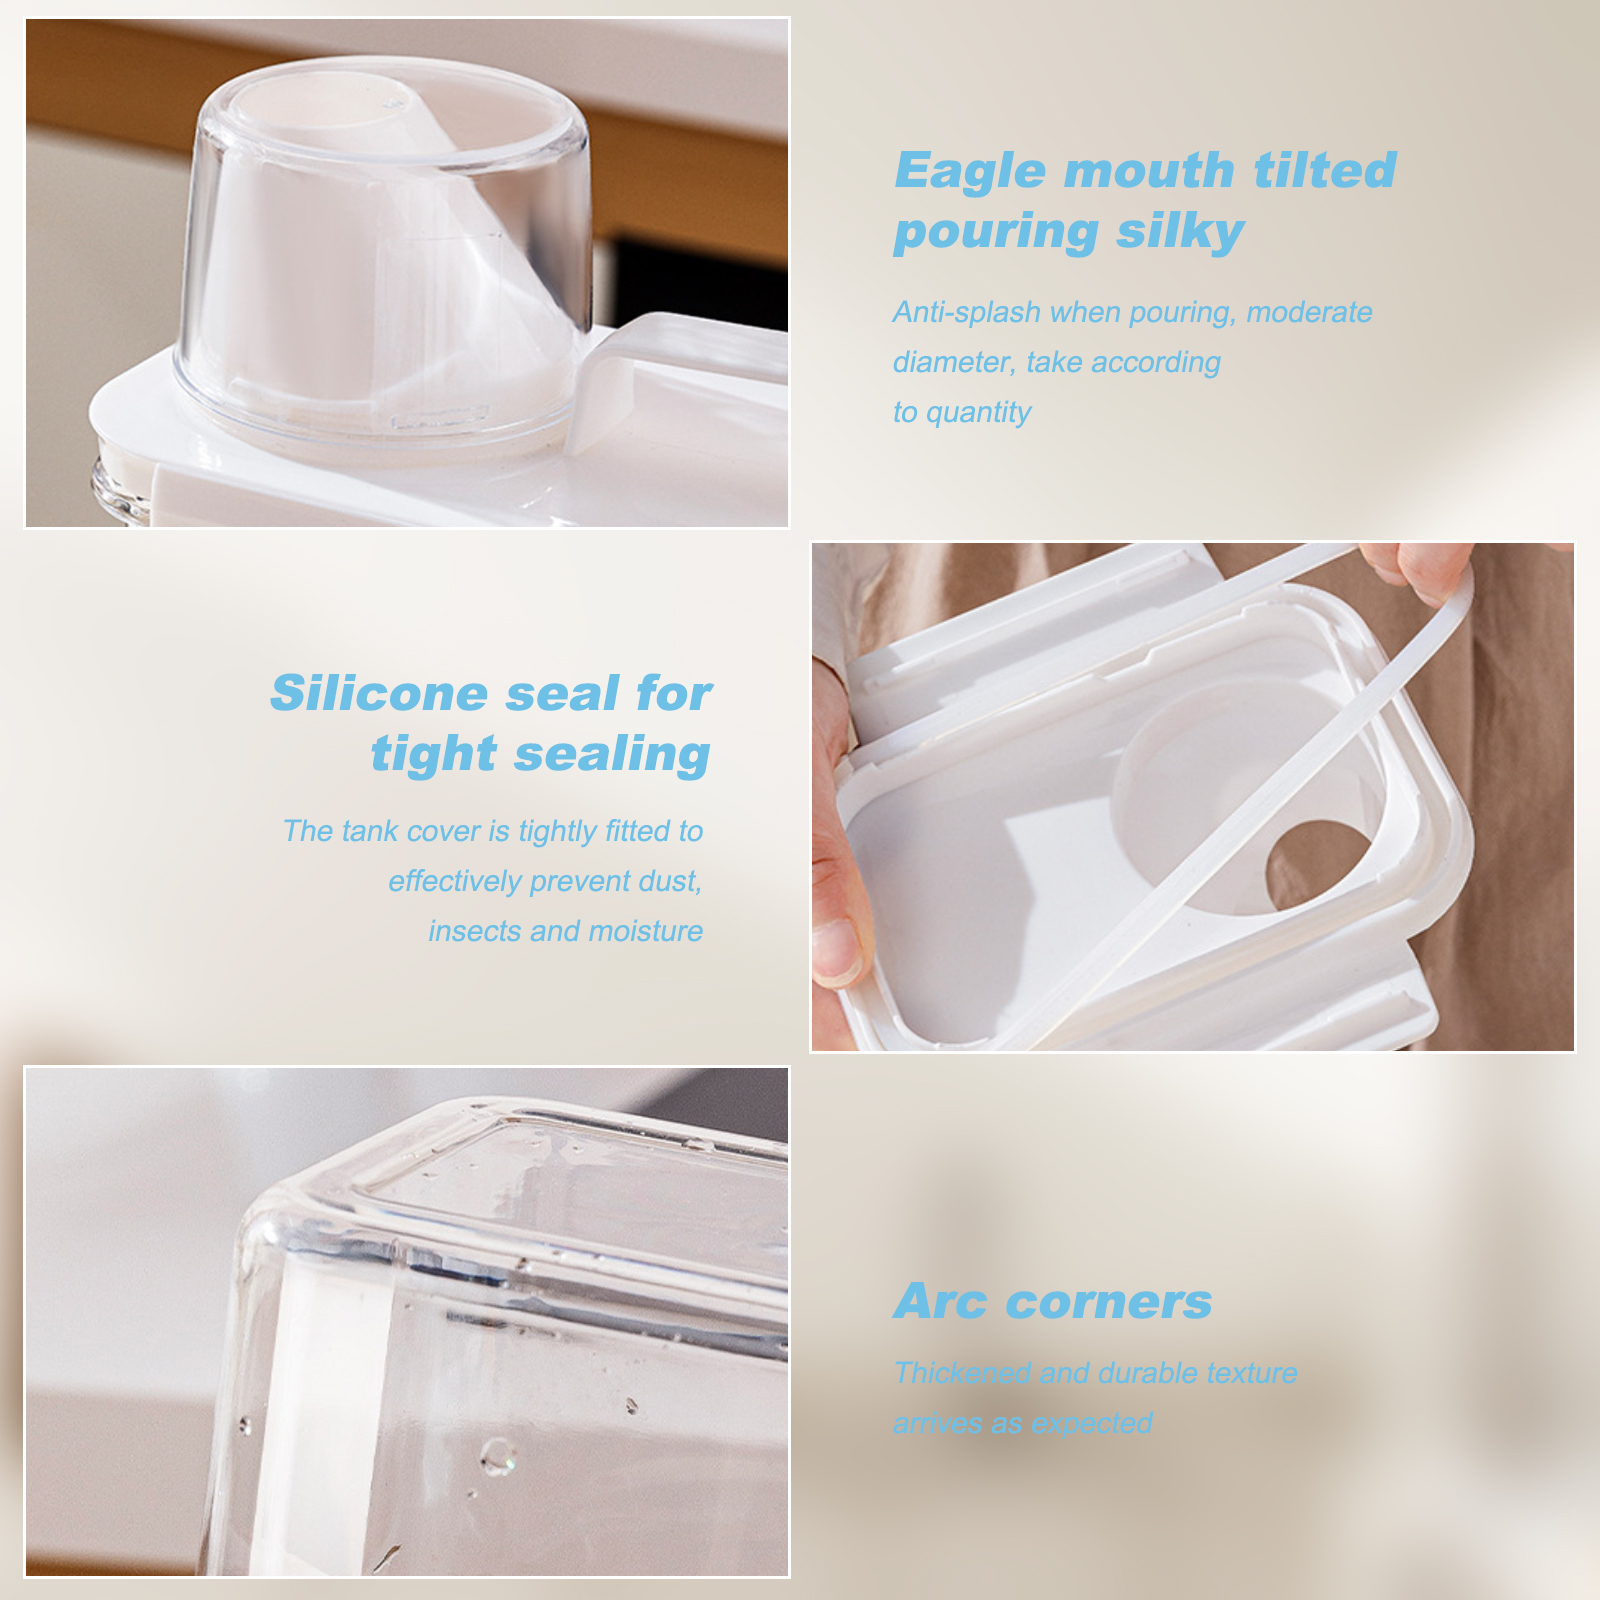 Eagle mouth tilted
pouring silky
Anti-splash when pouring, moderate
diameter, take according
to quantity
Silicone seal for
tight sealing
The tank cover is tightly fitted to
effectively prevent dust,
insects and moisture
Arc corners
Thickened and durable texture
arrives as expected